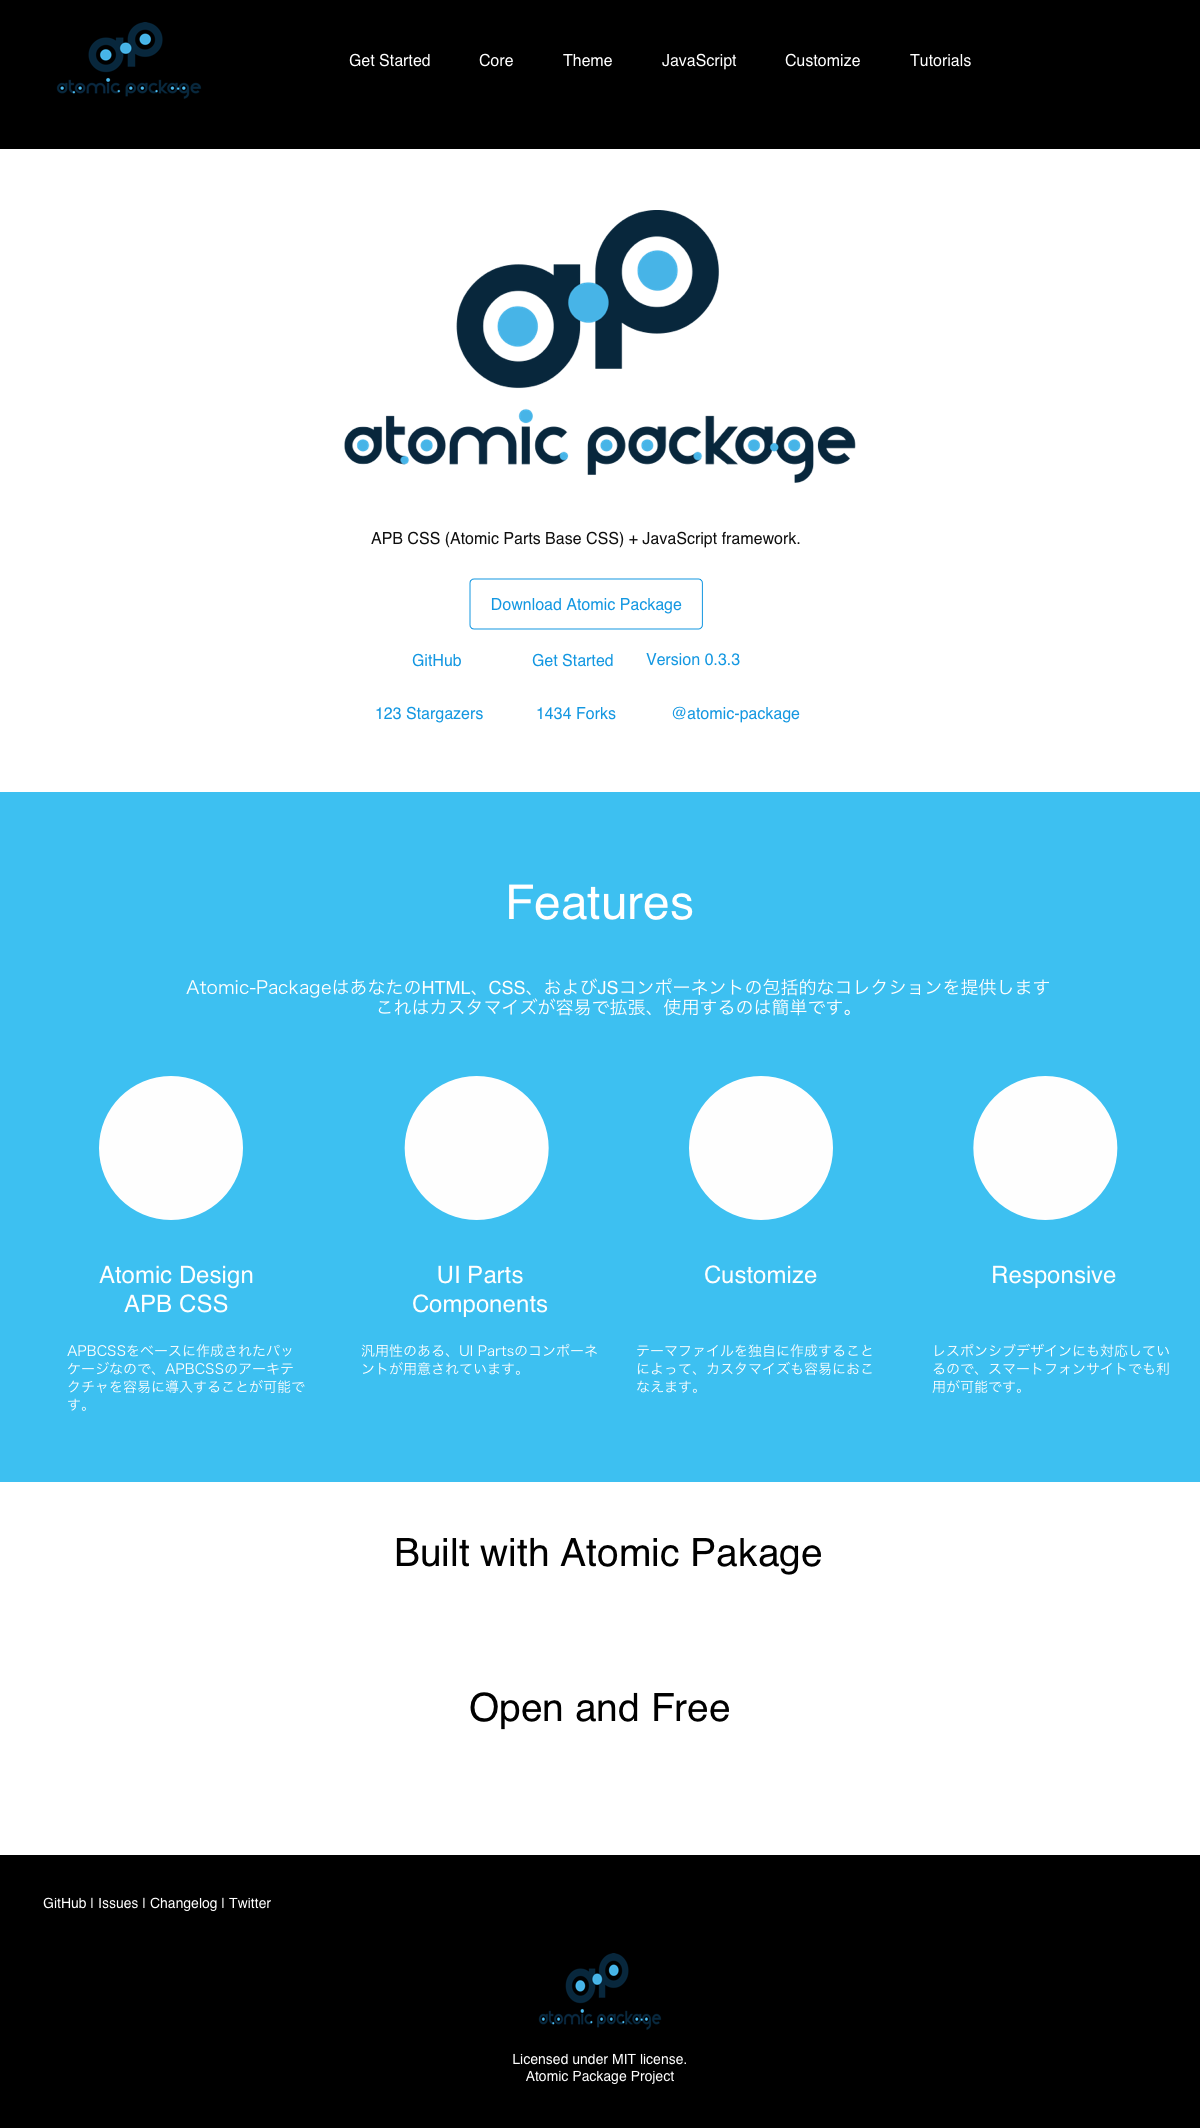 atomic package
Get Started Core Theme JavaScript Customize Tutorials
ap
atomic package
APB CSS (Atomic Parts Base CSS) + JavaScript framework.
Download Atomic Package
GitHub Get Started Version 0.3.3
123 Stargazers 1434 Forks @atomic-package
Features
Atomic-PackageはあなたのHTML、CSS、およびJSコンポーネントの包括的なコレクションを提供します
これはカスタマイズが容易で拡張、使用するのは簡単です。
Atomic Design
APB CSS
APBCSSをベースに作成されたパッ
ケージなので、APBCSSのアーキテ
クチャを容易に導入することが可能で
す。
UI Parts
Components
汎用性のある、UI Partsのコンポーネ
ントが用意されています。
Customize
テーマファイルを独自に作成すること
によって、カスタマイズも容易におこ
なえます。
Responsive
レスポンシブデザインにも対応してい
るので、スマートフォンサイトでも利
用が可能です。
Built with Atomic Pakage
Open and Free
GitHub | Issues | Changelog | Twitter
ap
atomic package
Licensed under MIT license.
Atomic Package Project